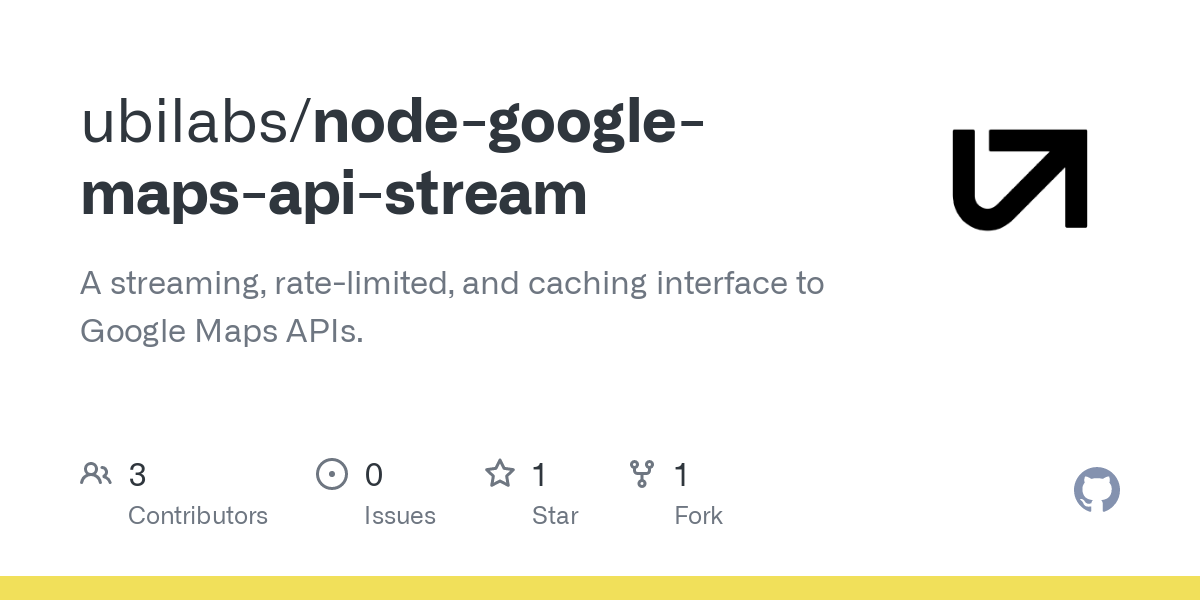 ubilabs/node-google-
maps-api-stream
A streaming, rate-limited, and caching interface to
Google Maps APIs.
3 0 1 1
Contributors Issues Star Fork